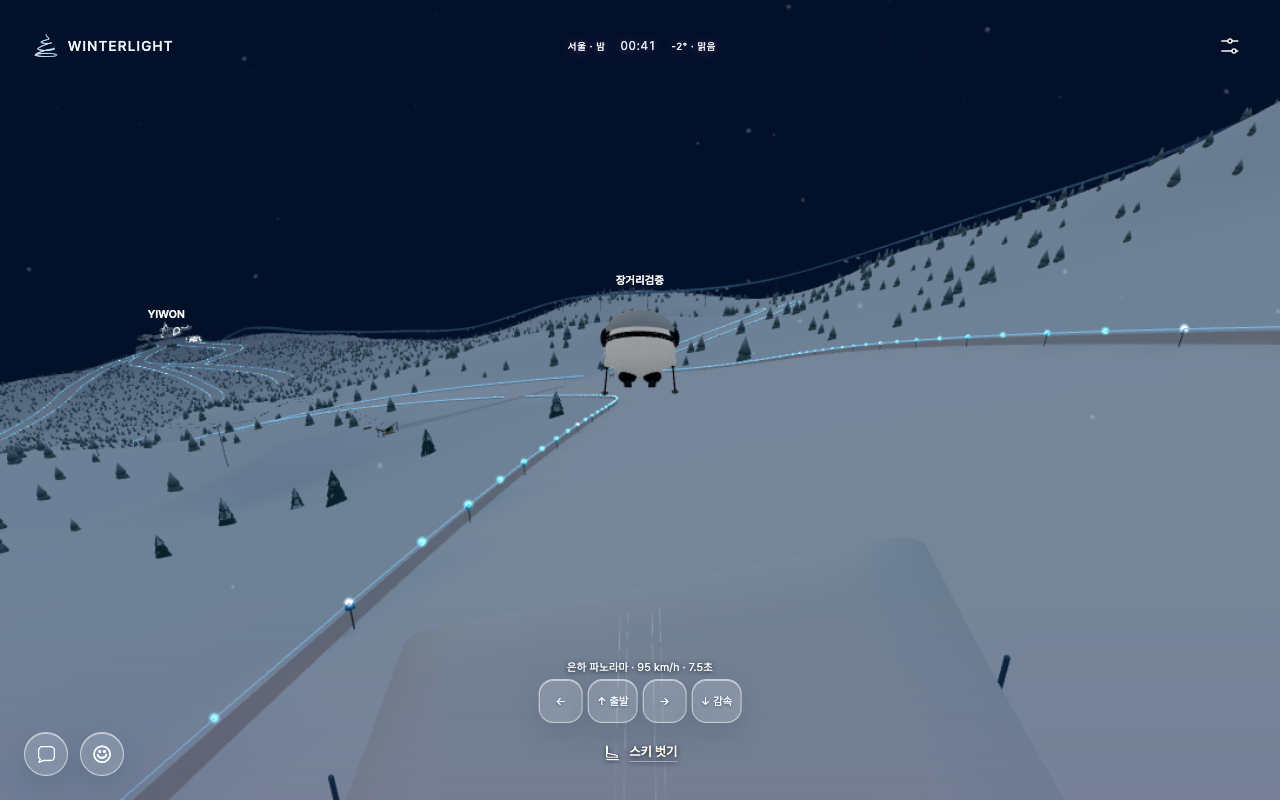 WINTERLIGHT
서울 · 밤 00:41 -2° · 맑음
장거리검증
YIWON
은하 파노라마 · 95 km/h · 7.5초
← ↑ 출발 → ↓ 감속
스키 벗기